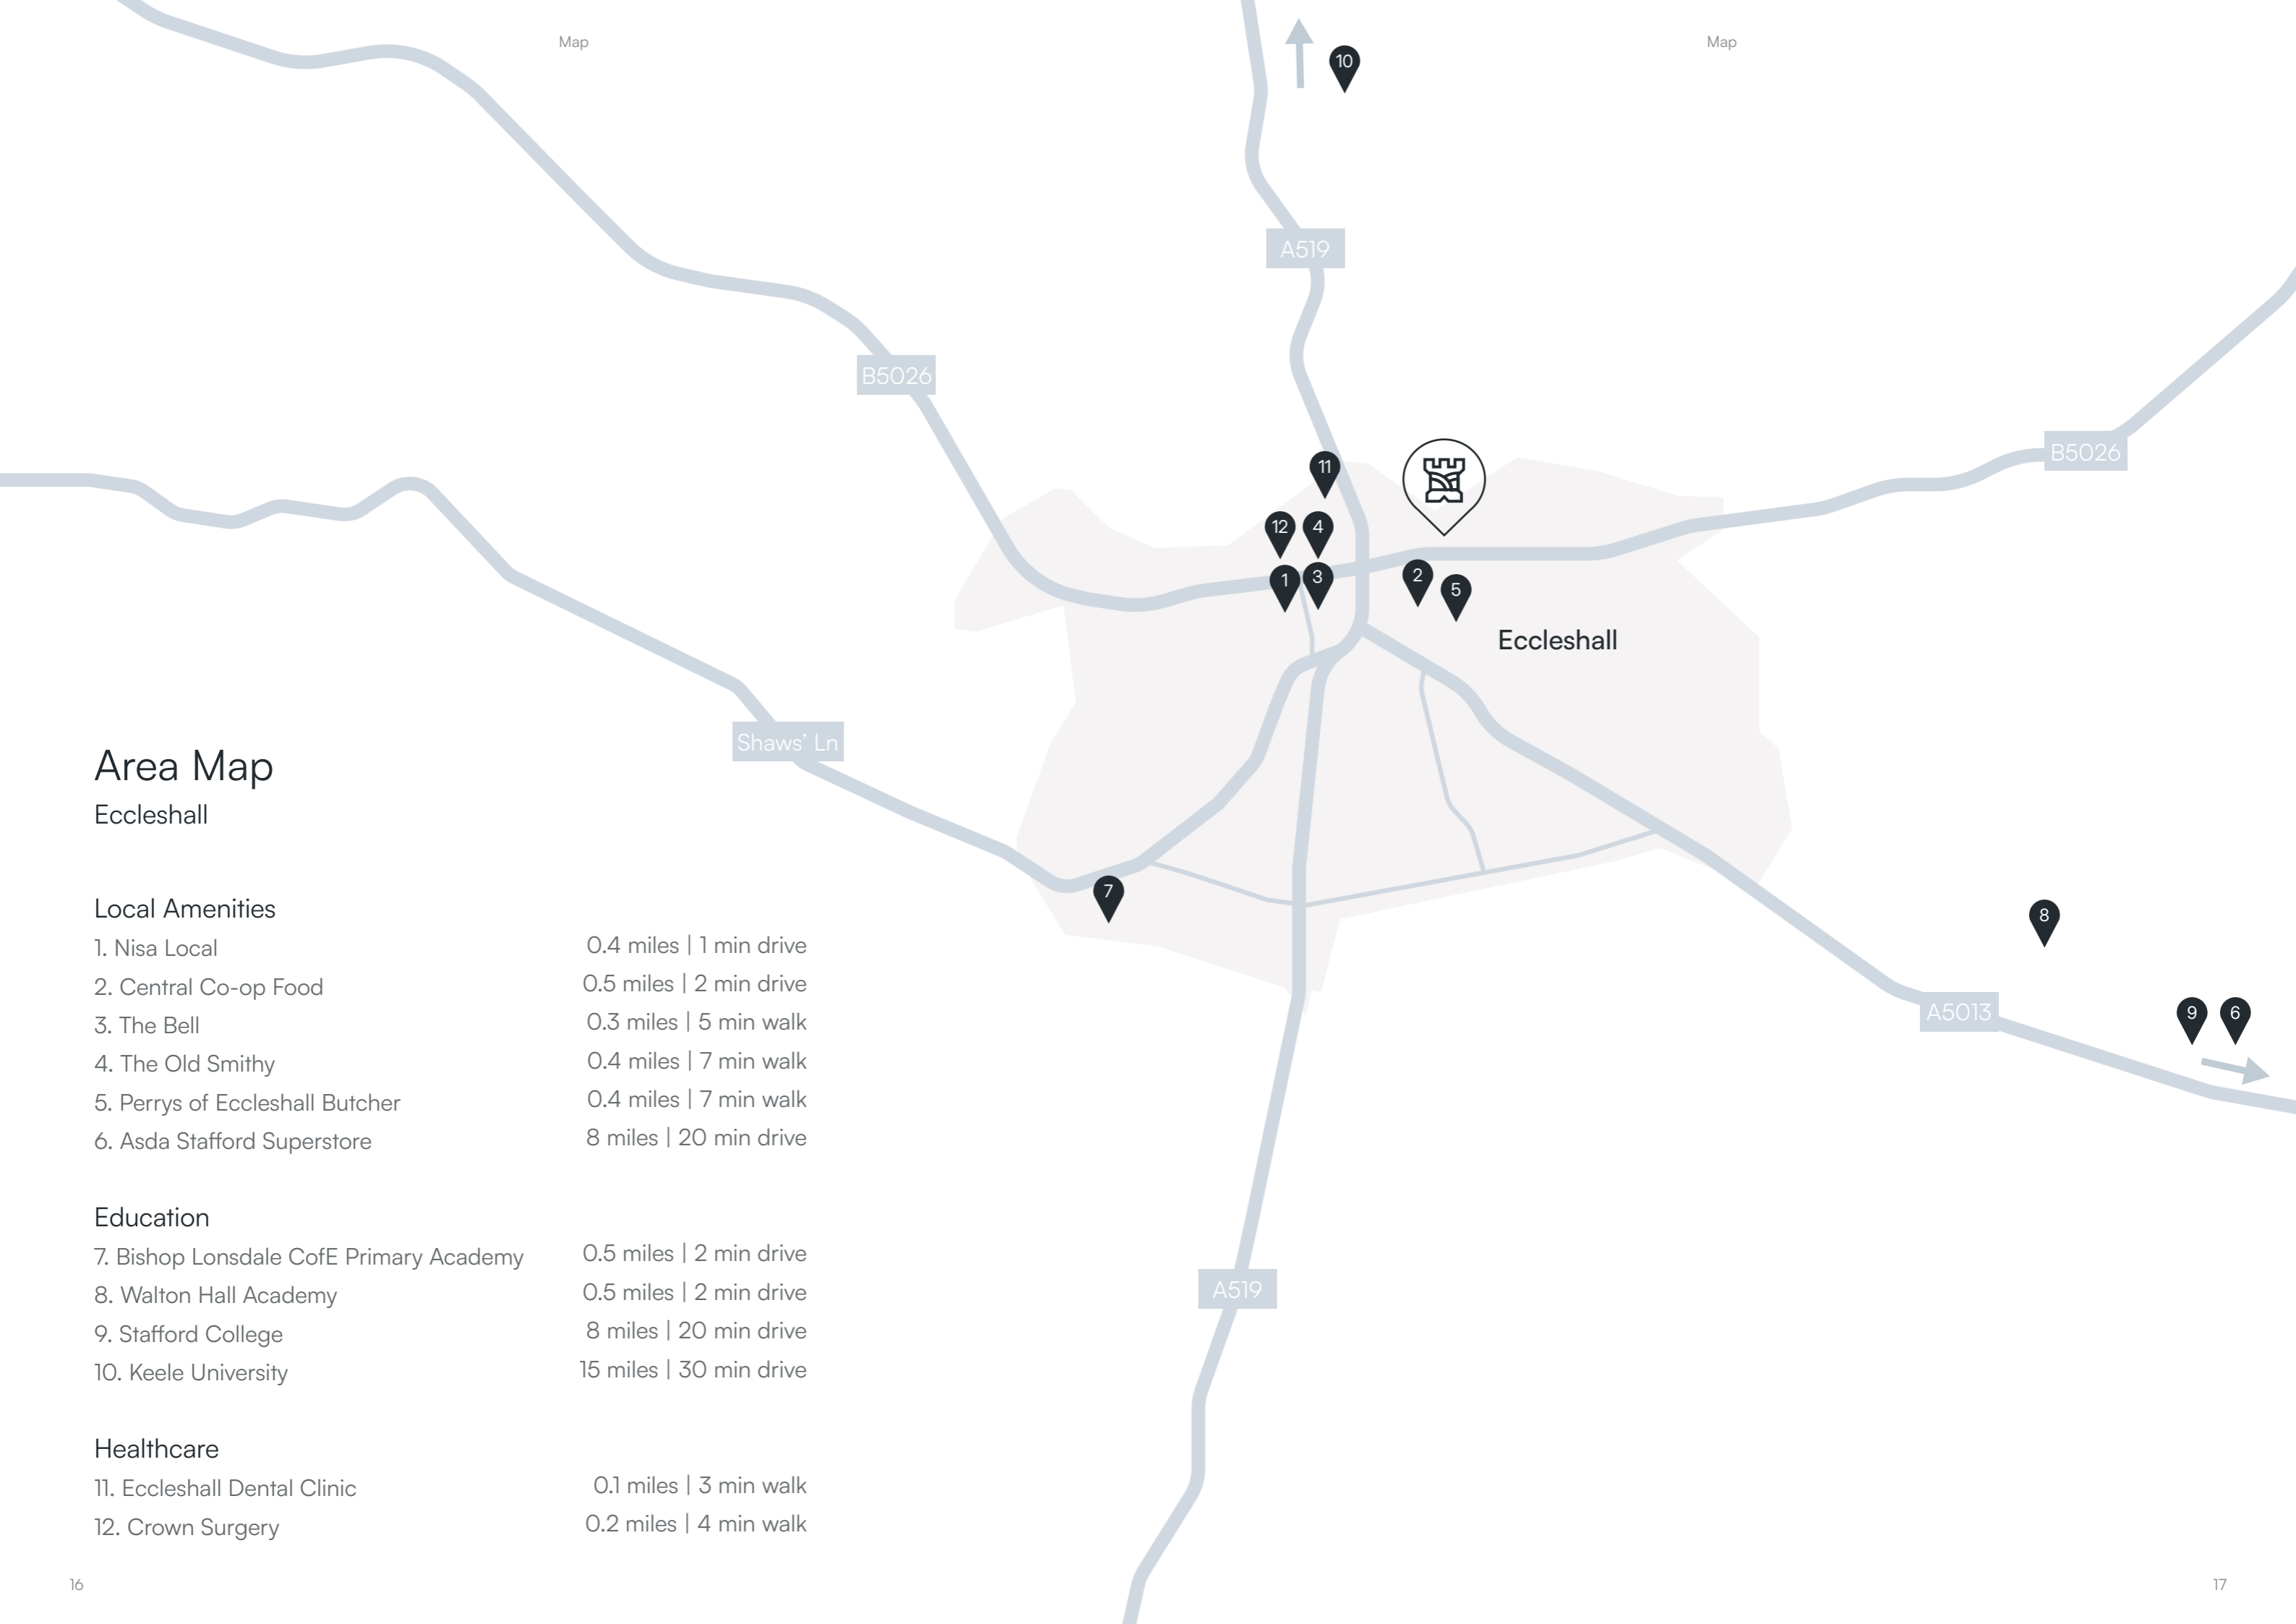 Map
Map
10
A519
B5026
B5026
11
12
4
1
3
2
5
Eccleshall
Shaws' Ln
7
8
A5013
9
6
A519
Area Map
Eccleshall
Local Amenities
1. Nisa Local 0.4 miles | 1 min drive
2. Central Co-op Food 0.5 miles | 2 min drive
3. The Bell 0.3 miles | 5 min walk
4. The Old Smithy 0.4 miles | 7 min walk
5. Perrys of Eccleshall Butcher 0.4 miles | 7 min walk
6. Asda Stafford Superstore 8 miles | 20 min drive
Education
7. Bishop Lonsdale CofE Primary Academy 0.5 miles | 2 min drive
8. Walton Hall Academy 0.5 miles | 2 min drive
9. Stafford College 8 miles | 20 min drive
10. Keele University 15 miles | 30 min drive
Healthcare
11. Eccleshall Dental Clinic 0.1 miles | 3 min walk
12. Crown Surgery 0.2 miles | 4 min walk
16
17